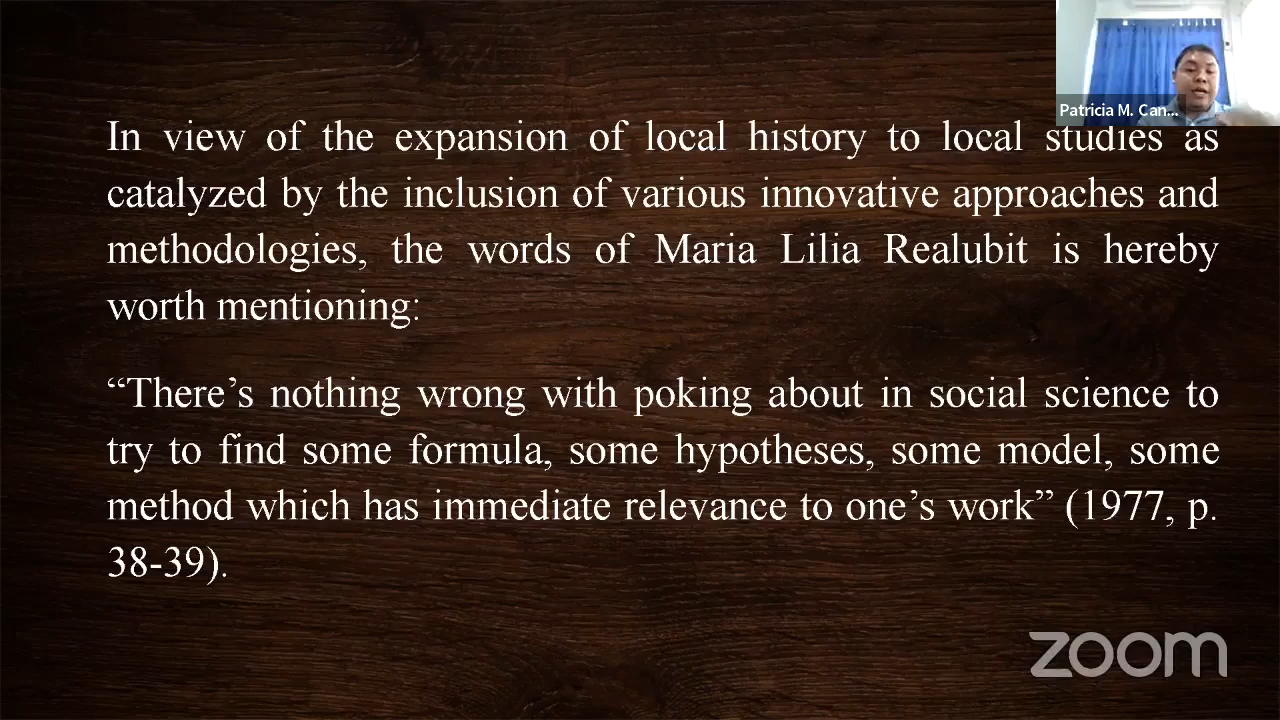 Patricia M. Can...
In view of the expansion of local history to local studies as
catalyzed by the inclusion of various innovative approaches and
methodologies, the words of Maria Lilia Realubit is hereby
worth mentioning:
“There’s nothing wrong with poking about in social science to
try to find some formula, some hypotheses, some model, some
method which has immediate relevance to one’s work” (1977, p.
38-39).
zoom